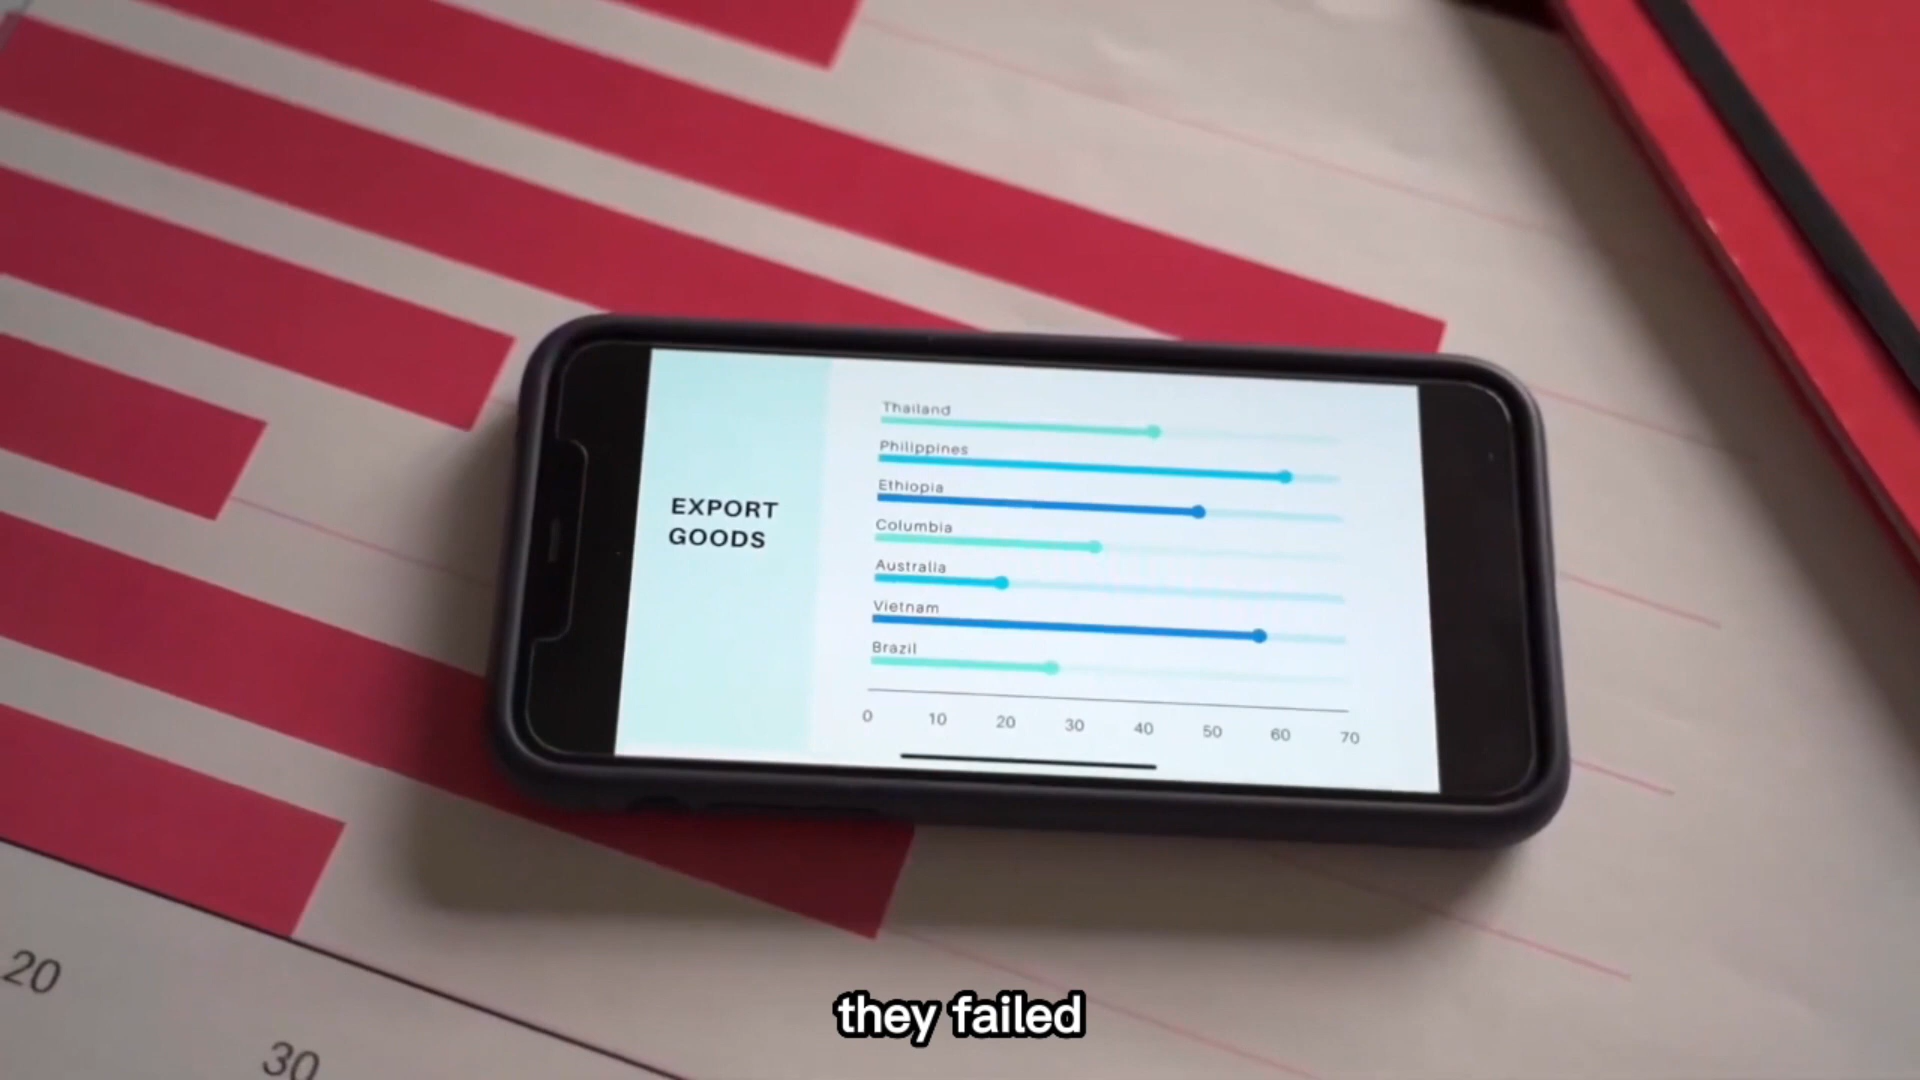 EXPORT
GOODS
Thailand
Philippines
Ethiopia
Columbia
Australia
Vietnam
Brazil
0 10 20 30 40 50 60 70
20
30
they failed